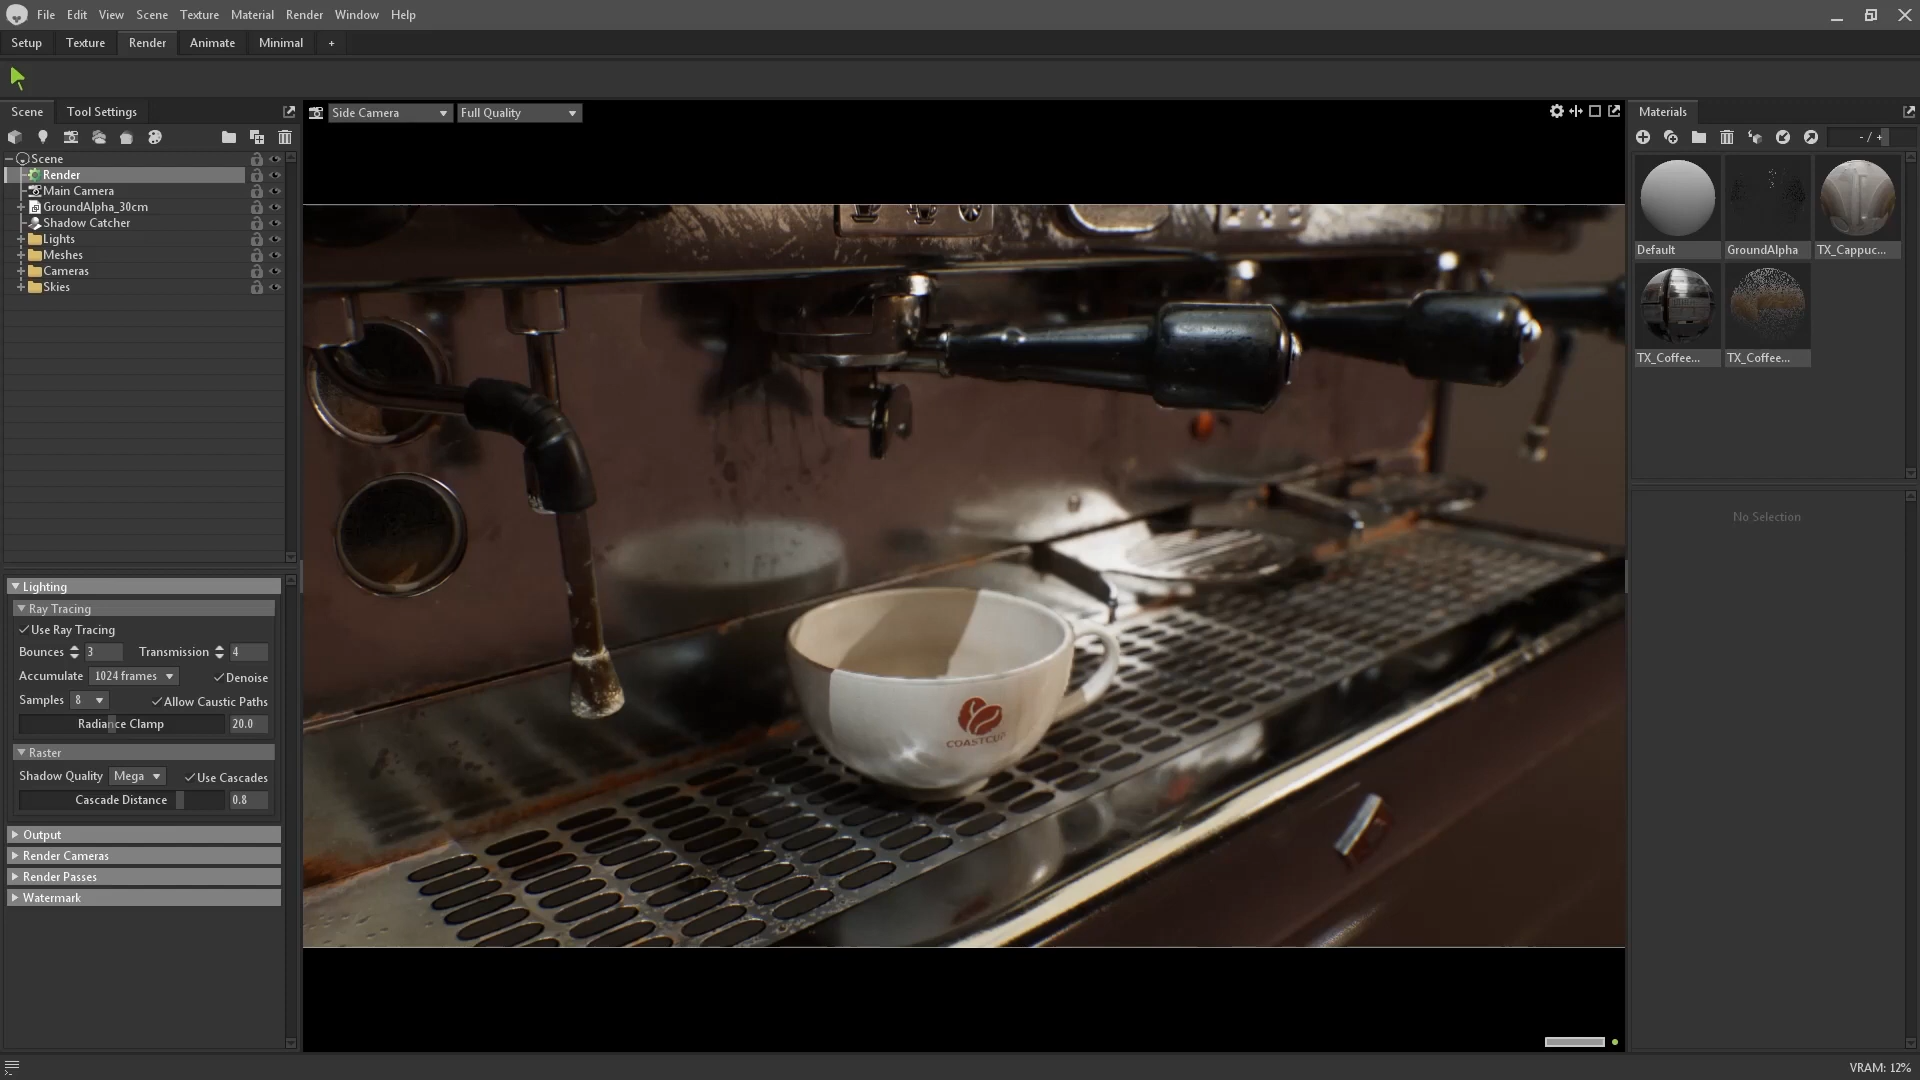 File Edit View Scene Texture Material Render Window Help
Setup Texture Render Animate Minimal +
Scene Tool Settings
Side Camera Full Quality
Materials
- / +
Scene
Render
Main Camera
GroundAlpha_30cm
Shadow Catcher
Lights
Meshes
Cameras
Skies
Default GroundAlpha TX_Cappuc...
TX_Coffee... TX_Coffee...
No Selection
Lighting
Ray Tracing
Use Ray Tracing
Bounces 3 Transmission 4
Accumulate 1024 frames Denoise
Samples 8 Allow Caustic Paths
Radiance Clamp 20.0
Raster
Shadow Quality Mega Use Cascades
Cascade Distance 0.8
Output
Render Cameras
Render Passes
Watermark
COASTCUP
VRAM: 12%